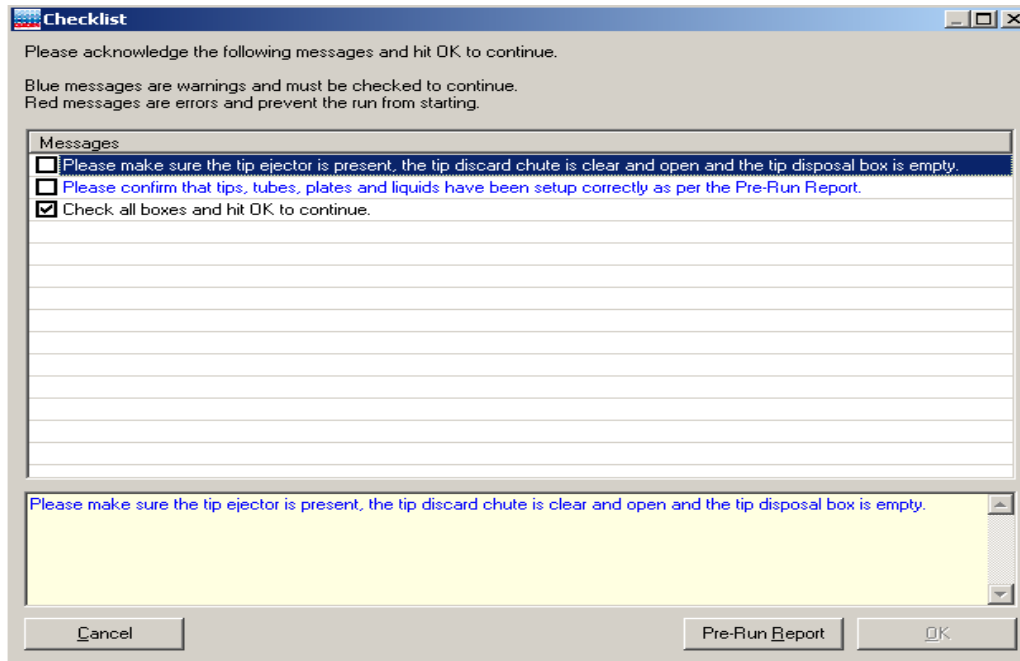 Checklist
Please acknowledge the following messages and hit OK to continue.
Blue messages are warnings and must be checked to continue.
Red messages are errors and prevent the run from starting.
Messages
Please make sure the tip ejector is present, the tip discard chute is clear and open and the tip disposal box is empty.
Please confirm that tips, tubes, plates and liquids have been setup correctly as per the Pre-Run Report.
Check all boxes and hit OK to continue.
Please make sure the tip ejector is present, the tip discard chute is clear and open and the tip disposal box is empty.
Cancel
Pre-Run Report
OK